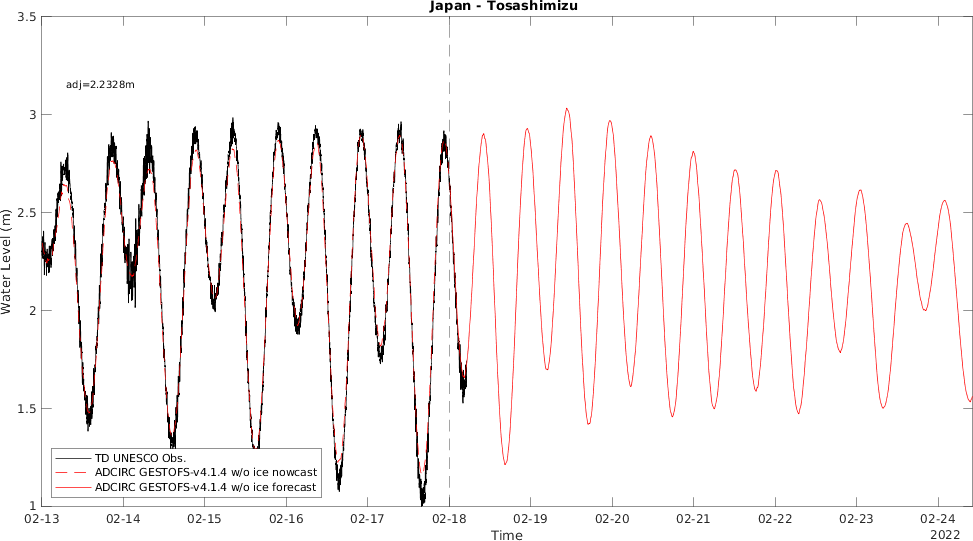 Japan - Tosashimizu
3.5
adj=2.2328m
3
2.5
Water Level (m)
2
1.5
TD UNESCO Obs.
ADCIRC GESTOFS-v4.1.4 w/o ice nowcast
ADCIRC GESTOFS-v4.1.4 w/o ice forecast
1
02-13 02-14 02-15 02-16 02-17 02-18 02-19 02-20 02-21 02-22 02-23 02-24
Time
2022